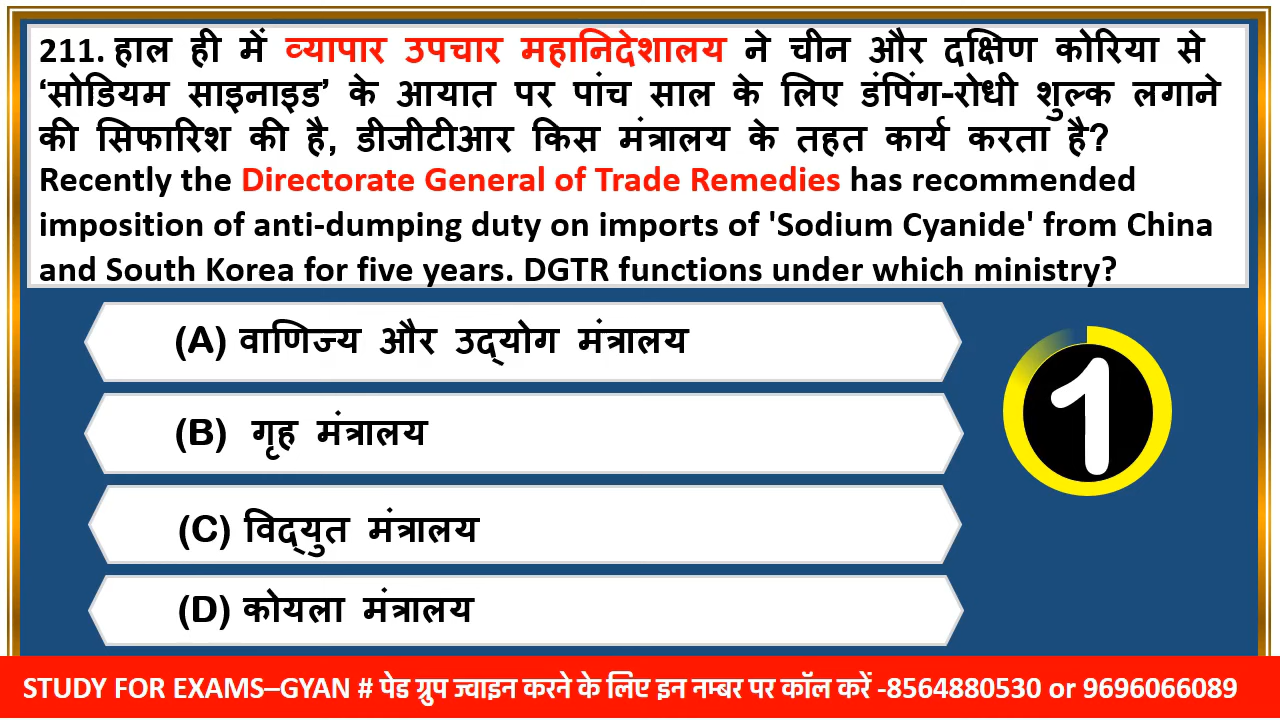 211. हाल ही में व्यापार उपचार महानिदेशालय ने चीन और दक्षिण कोरिया से
‘सोडियम साइनाइड’ के आयात पर पांच साल के लिए डंपिंग-रोधी शुल्क लगाने
की सिफारिश की है, डीजीटीआर किस मंत्रालय के तहत कार्य करता है?
Recently the Directorate General of Trade Remedies has recommended
imposition of anti-dumping duty on imports of 'Sodium Cyanide' from China
and South Korea for five years. DGTR functions under which ministry?
(A) वाणिज्य और उद्योग मंत्रालय
1
(B) गृह मंत्रालय
(C) विद्युत मंत्रालय
(D) कोयला मंत्रालय
STUDY FOR EXAMS–GYAN # पेड ग्रुप ज्वाइन करने के लिए इन नम्बर पर कॉल करें -8564880530 or 9696066089